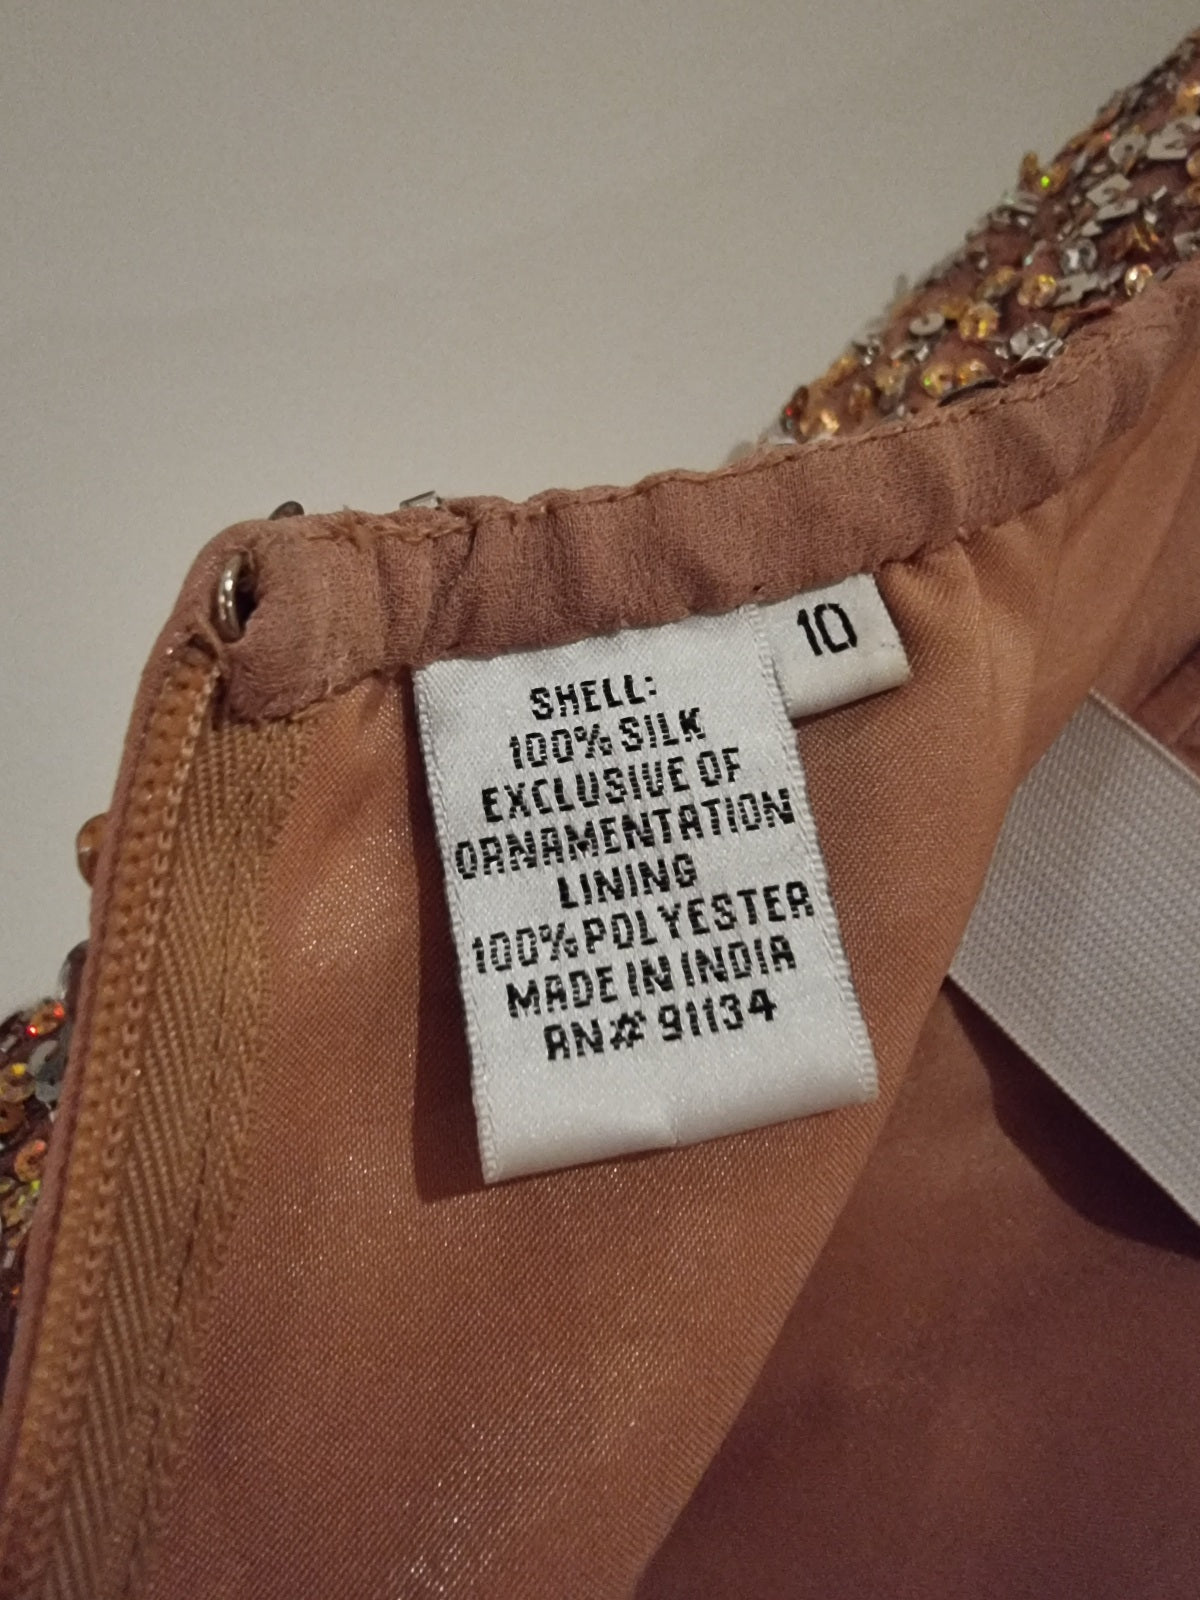 10
SHELL:
100% SILK
EXCLUSIVE OF
ORNAMENTATION
LINING
100% POLYESTER
MADE IN INDIA
RN# 91134